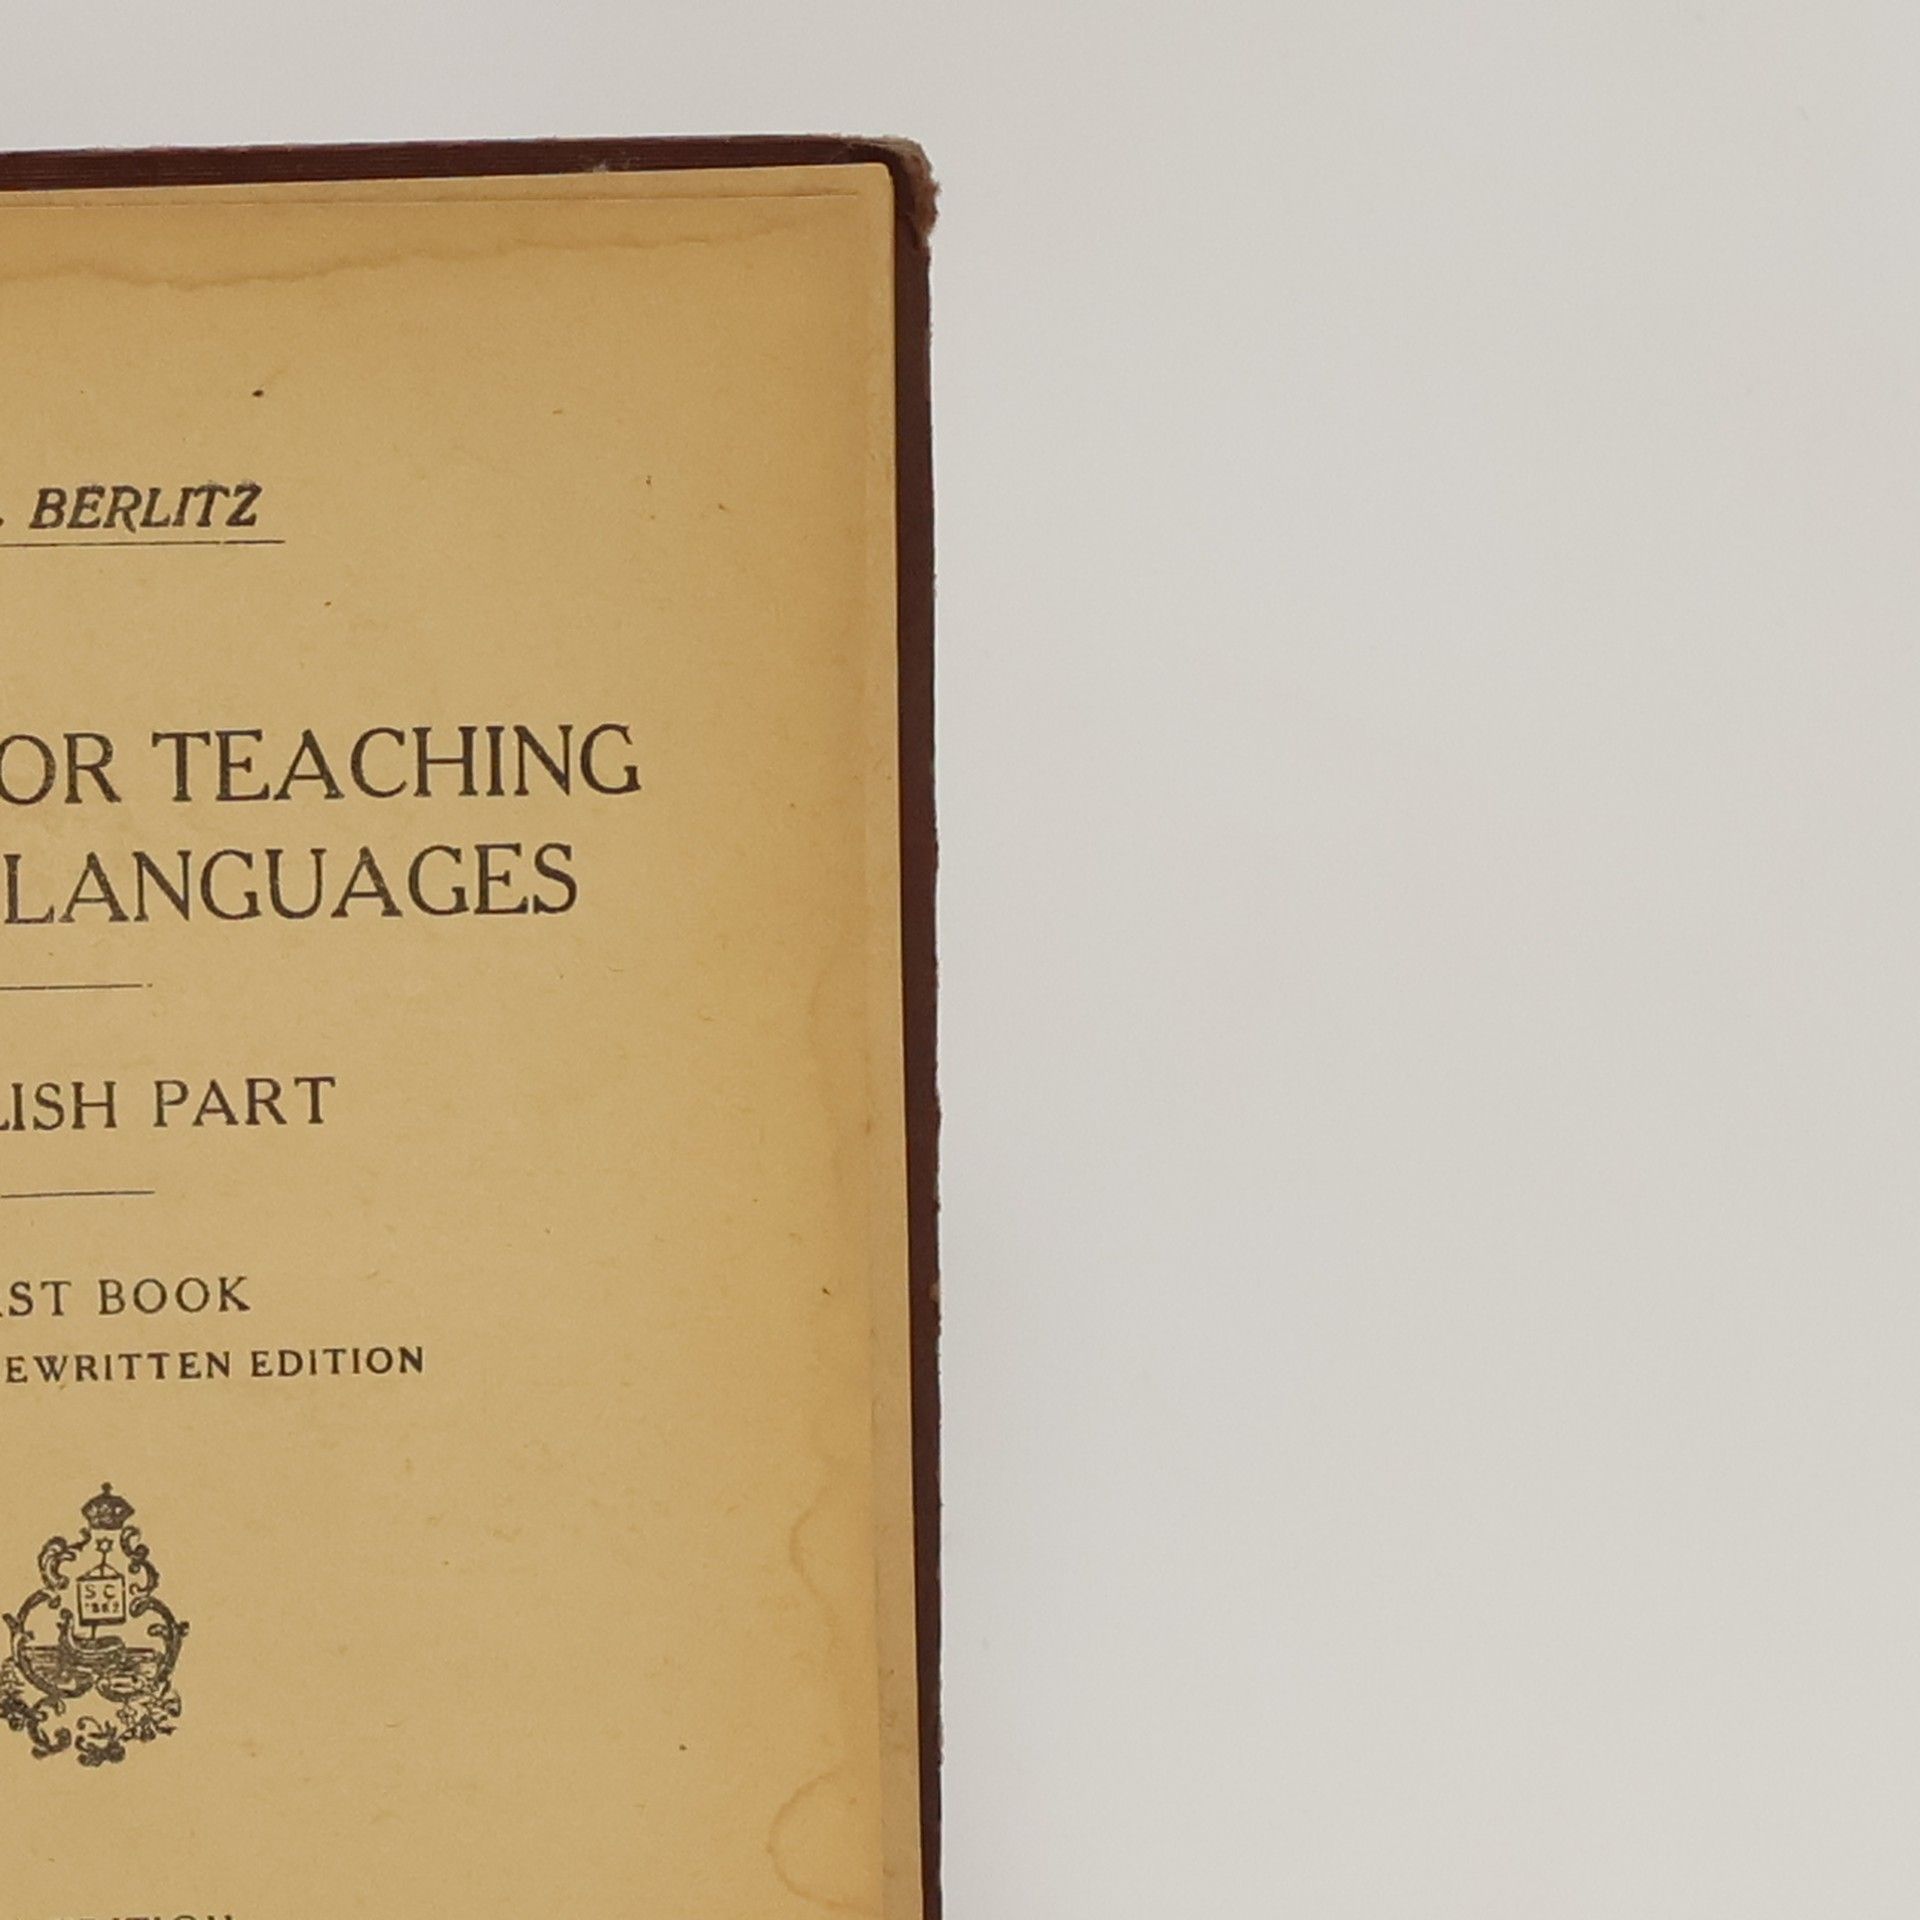 . BERLITZ
OR TEACHING
LANGUAGES
LISH PART
ST BOOK
EWRITTEN EDITION
S C